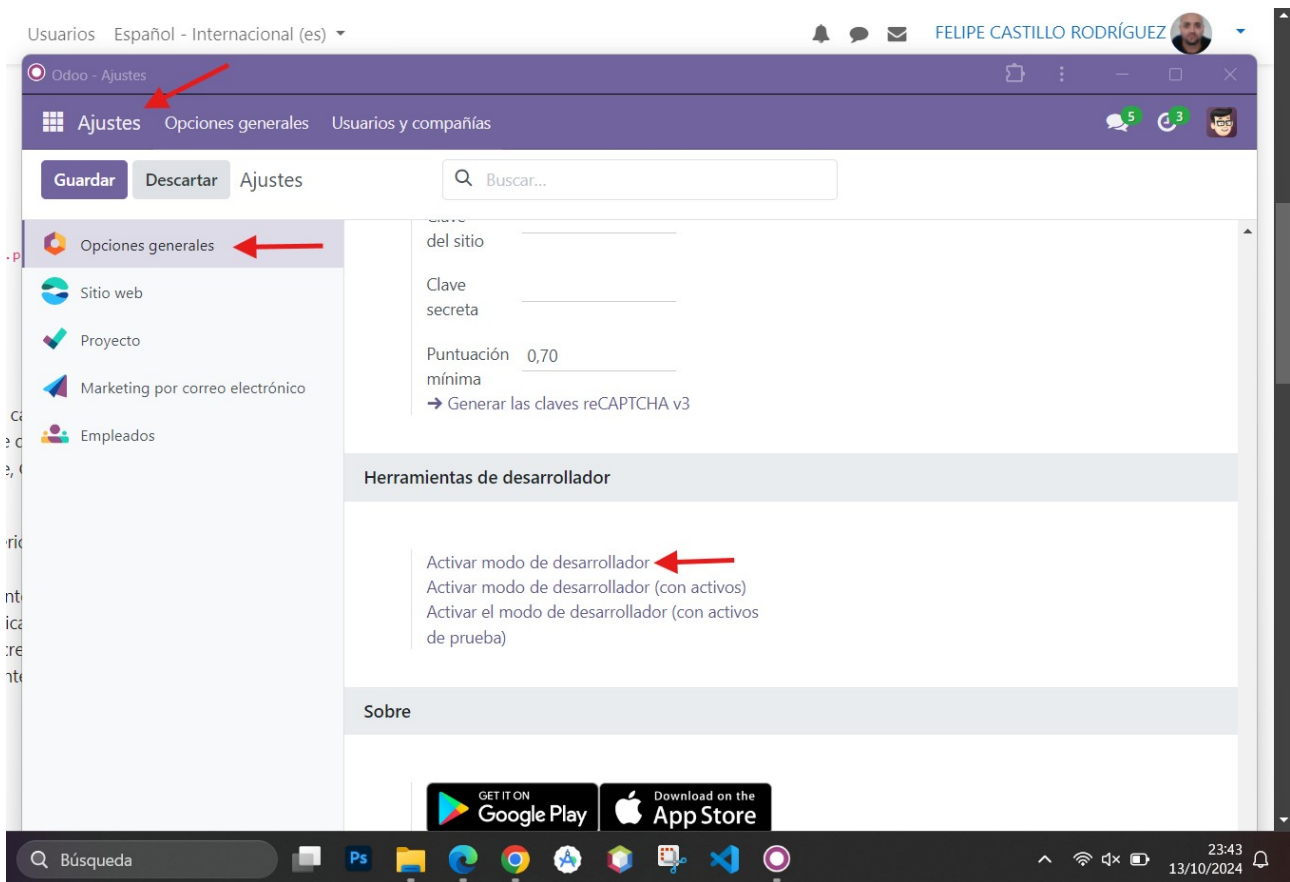 Usuarios Español - Internacional (es)
FELIPE CASTILLO RODRÍGUEZ
Odoo - Ajustes
Ajustes Opciones generales Usuarios y compañías
5 3
Guardar Descartar Ajustes
Buscar...
Opciones generales
Sitio web
Proyecto
Marketing por correo electrónico
Empleados
del sitio
Clave
secreta
Puntuación 0,70
mínima
→ Generar las claves reCAPTCHA v3
Herramientas de desarrollador
Activar modo de desarrollador
Activar modo de desarrollador (con activos)
Activar el modo de desarrollador (con activos
de prueba)
Sobre
GET IT ON
Google Play
Download on the
App Store
Búsqueda
Ps
23:43
13/10/2024